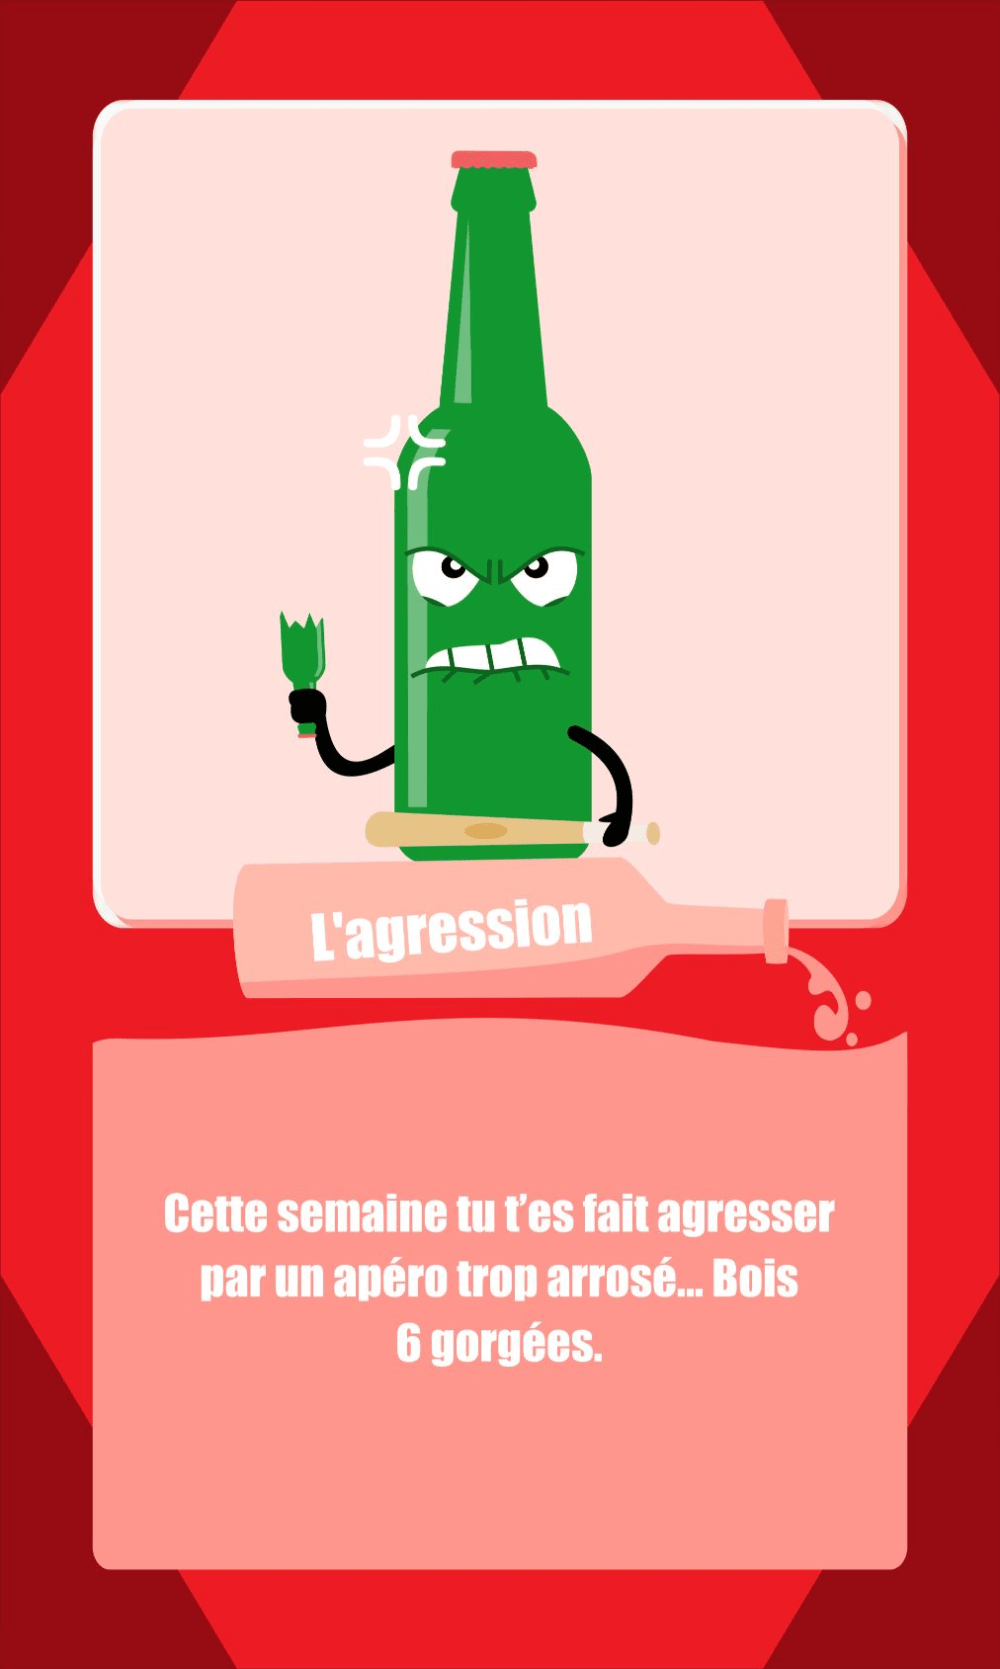 L'agression
Cette semaine tu t’es fait agresser
par un apéro trop arrosé... Bois
6 gorgées.